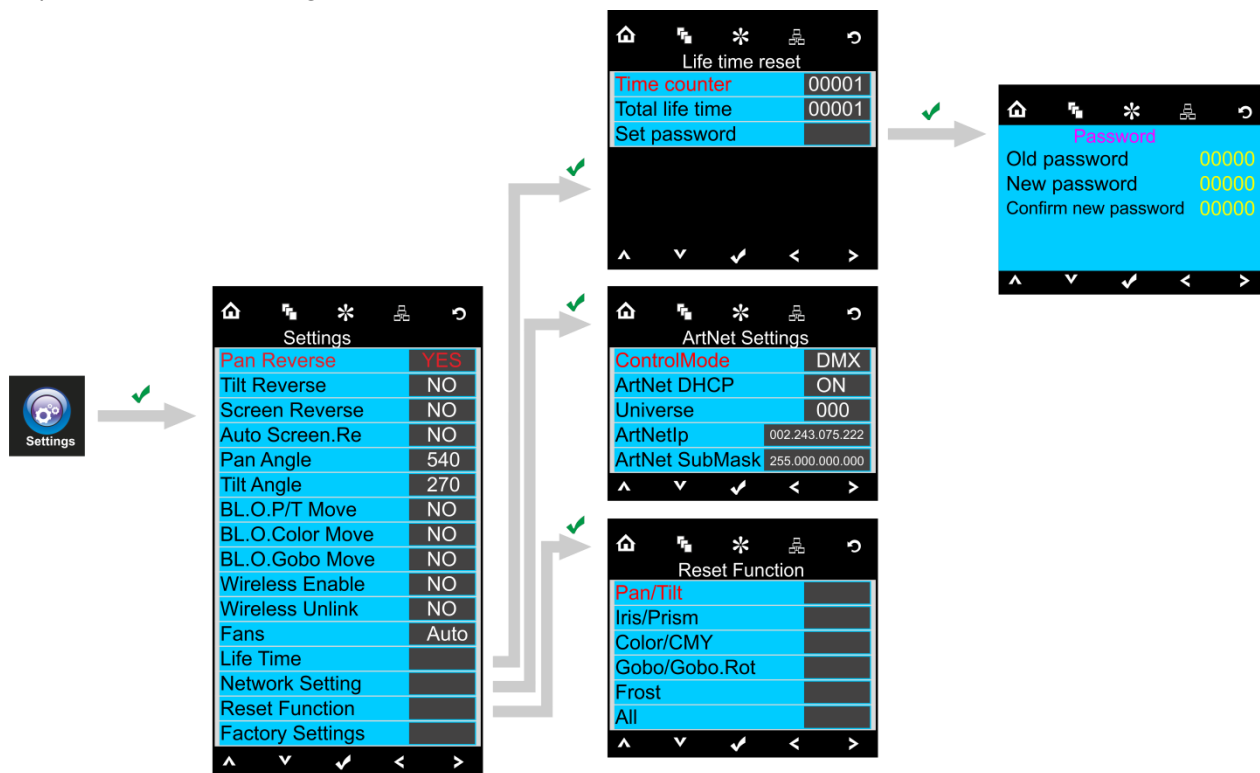 Settings
Settings
Pan Reverse YES
Tilt Reverse NO
Screen Reverse NO
Auto Screen.Re NO
Pan Angle 540
Tilt Angle 270
BL.O.P/T Move NO
BL.O.Color Move NO
BL.O.Gobo Move NO
Wireless Enable NO
Wireless Unlink NO
Fans Auto
Life Time
Network Setting
Reset Function
Factory Settings
Life time reset
Time counter 00001
Total life time 00001
Set password
Password
Old password 00000
New password 00000
Confirm new password 00000
ArtNet Settings
ControlMode DMX
ArtNet DHCP ON
Universe 000
ArtNetIp 002.243.075.222
ArtNet SubMask 255.000.000.000
Reset Function
Pan/Tilt
Iris/Prism
Color/CMY
Gobo/Gobo.Rot
Frost
All